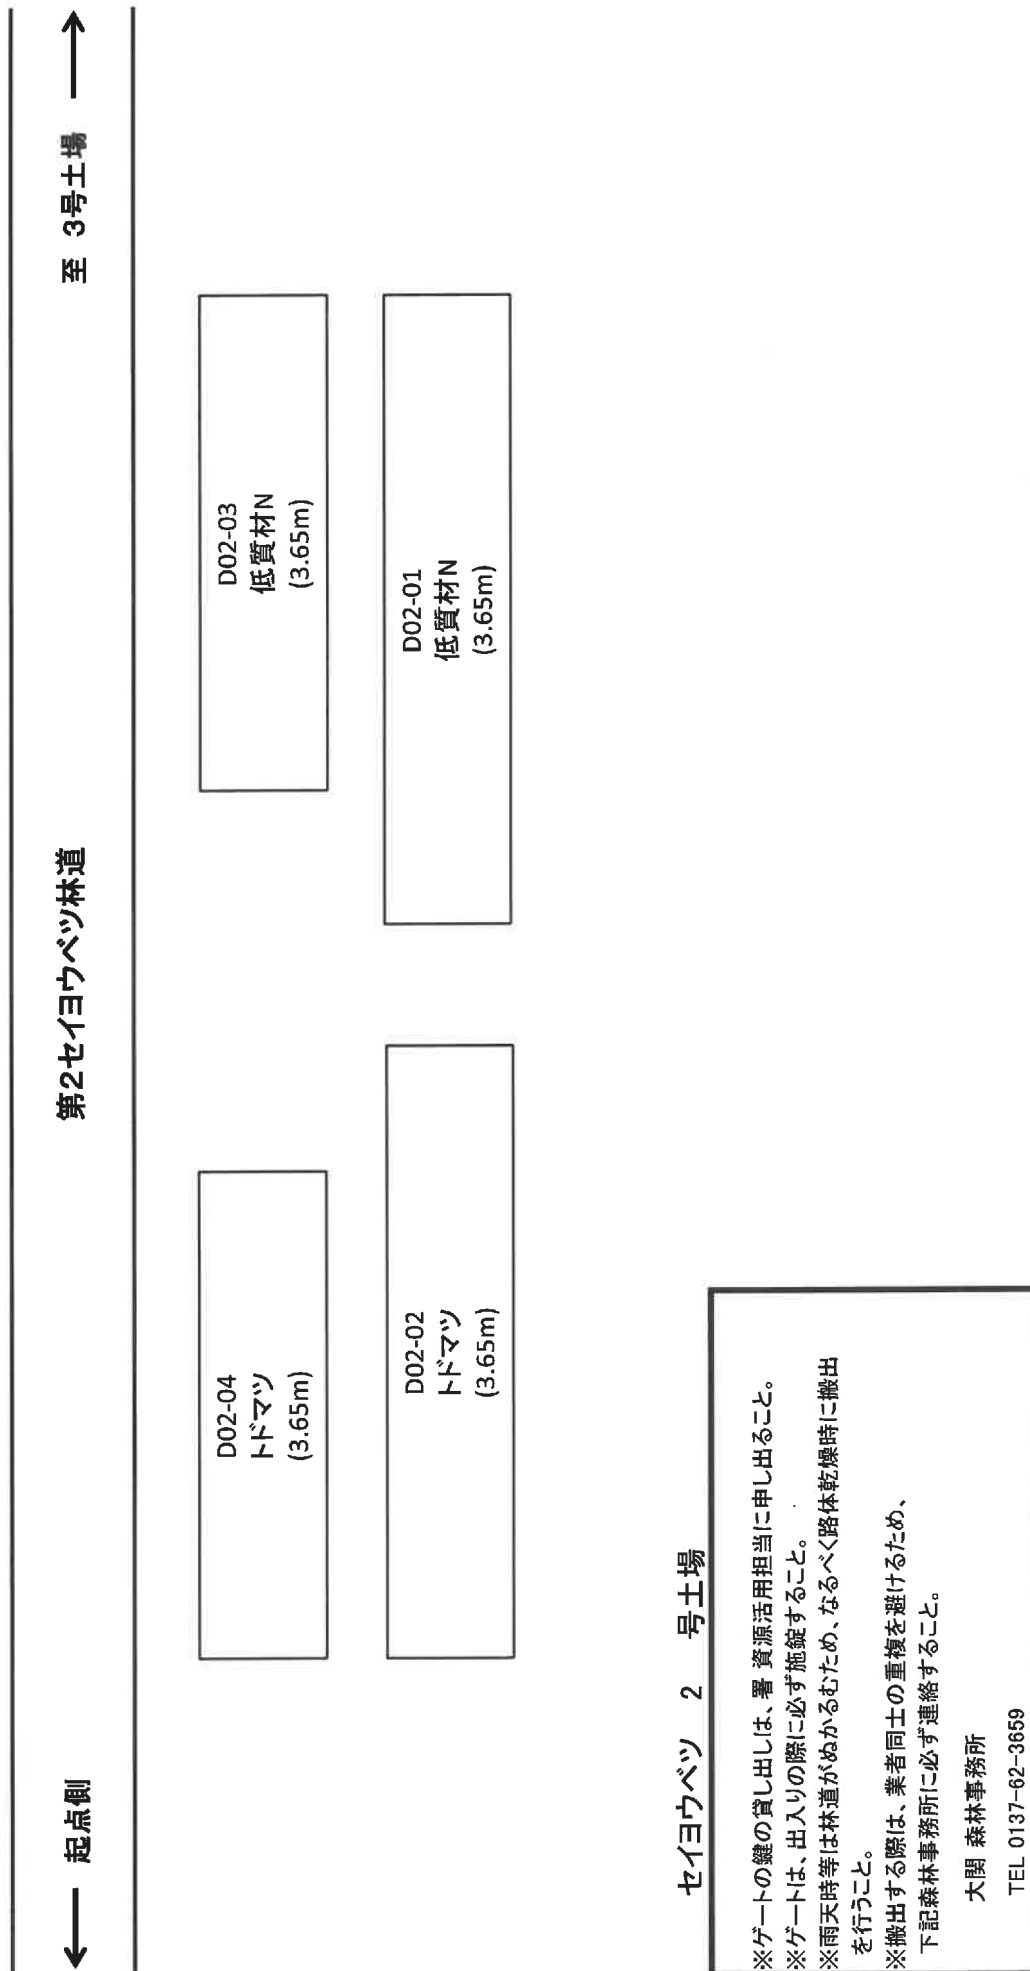 ← 起点側
第2セイヨウベツ林道
至 3号土場 →
D02-04
トドマツ
(3.65m)
D02-03
低質材N
(3.65m)
D02-02
トドマツ
(3.65m)
D02-01
低質材N
(3.65m)
セイヨウベツ 2 号土場
※ゲートの鍵の貸し出しは、署 資源活用担当に申し出ること。
※ゲートは、出入りの際に必ず施錠すること。
※雨天時等は林道がぬかるむため、なるべく路体乾燥時に搬出
を行うこと。
※搬出する際は、業者同士の重複を避けるため、
下記森林事務所に必ず連絡すること。
大関 森林事務所
TEL 0137-62-3659